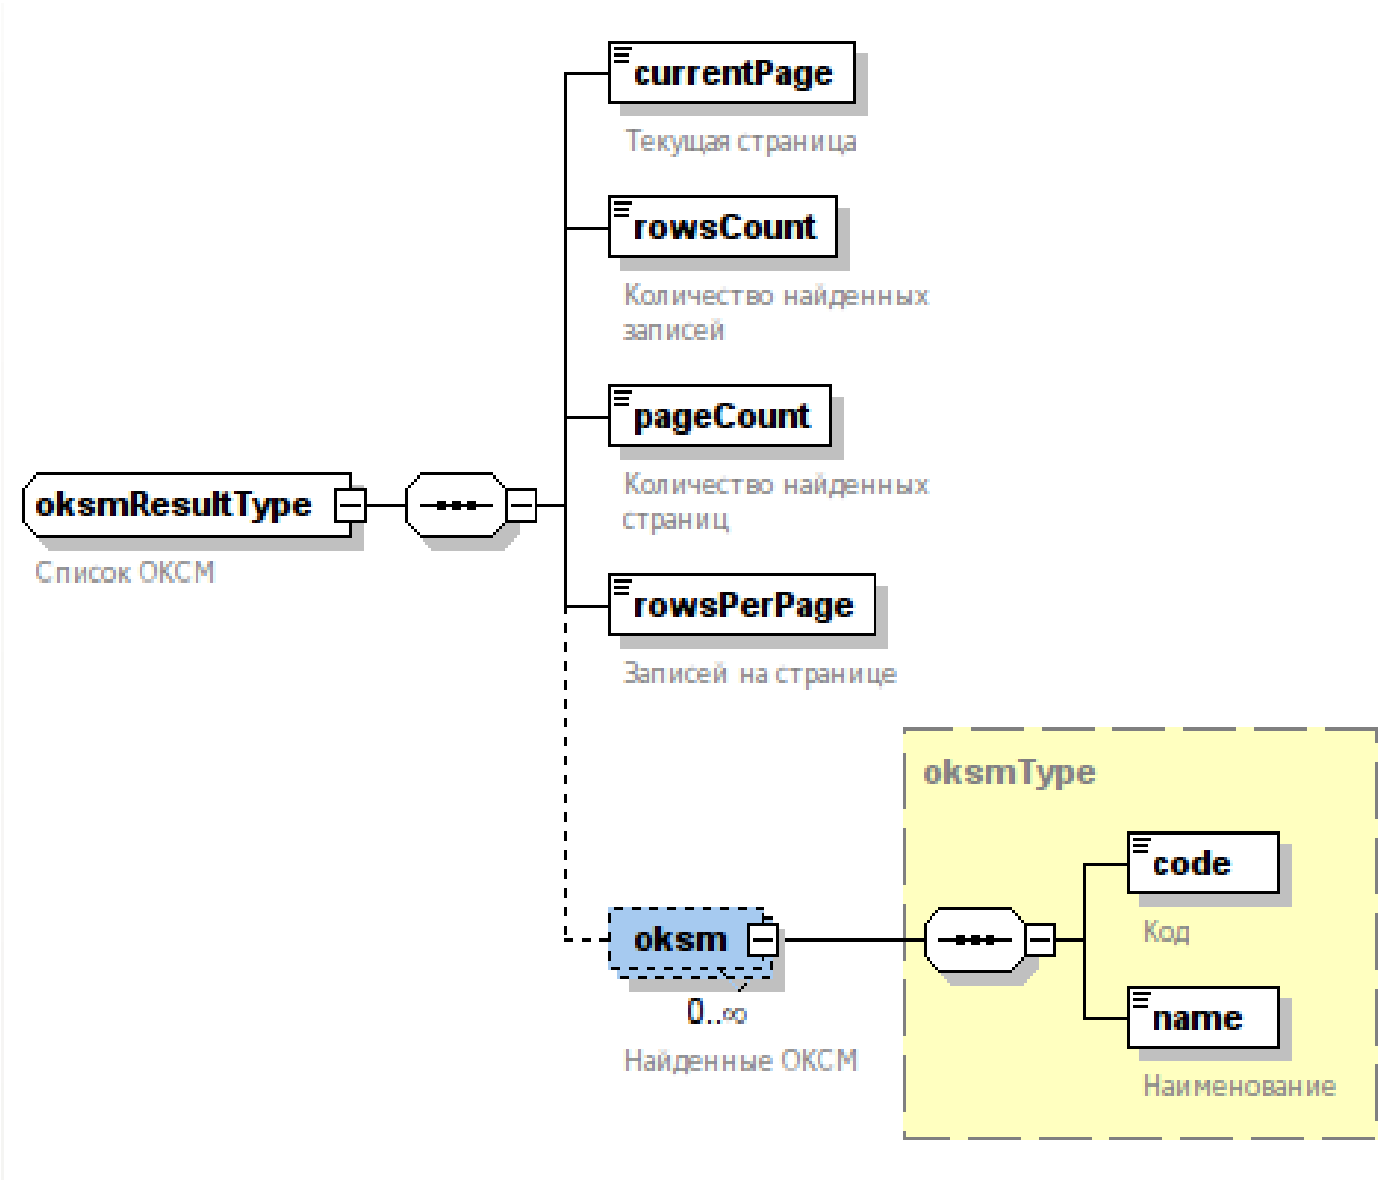 currentPage
Текущая страница
rowsCount
Количество найденных
записей
pageCount
Количество найденных
страниц
oksmResultType
Список ОКСМ
rowsPerPage
Записей на странице
oksmType
code
Код
oksm
0..∞
Найденные ОКСМ
name
Наименование